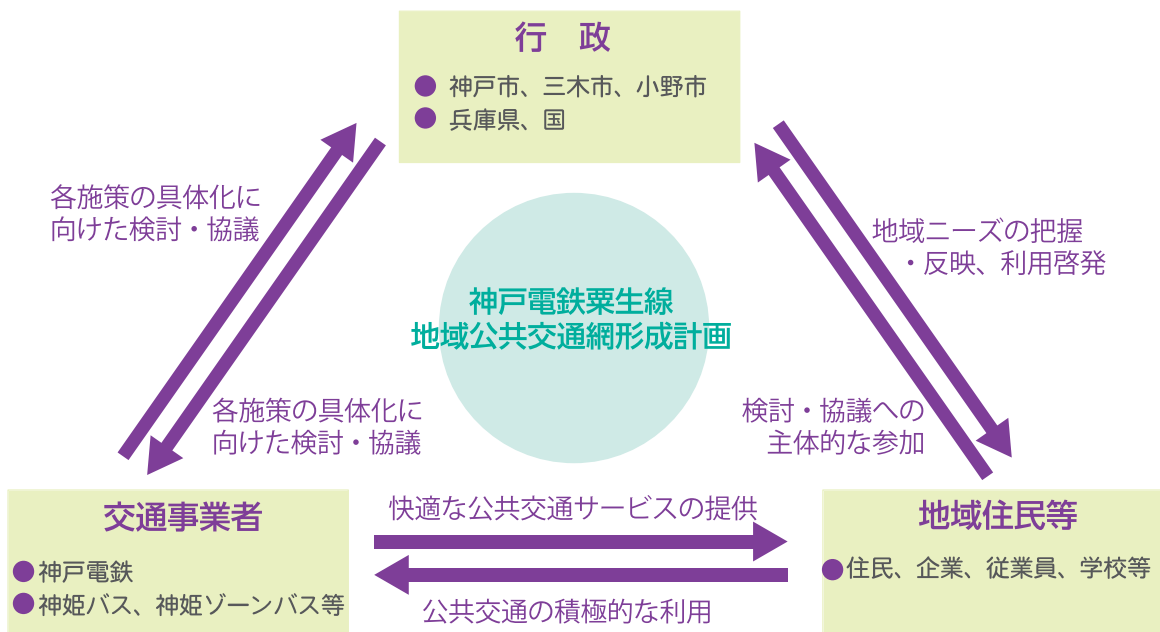 行　政
● 神戸市、三木市、小野市
● 兵庫県、国
各施策の具体化に
向けた検討・協議
地域ニーズの把握
・反映、利用啓発
神戸電鉄粟生線
地域公共交通網形成計画
各施策の具体化に
向けた検討・協議
検討・協議への
主体的な参加
交通事業者
●神戸電鉄
●神姫バス、神姫ゾーンバス等
快適な公共交通サービスの提供
公共交通の積極的な利用
地域住民等
●住民、企業、従業員、学校等